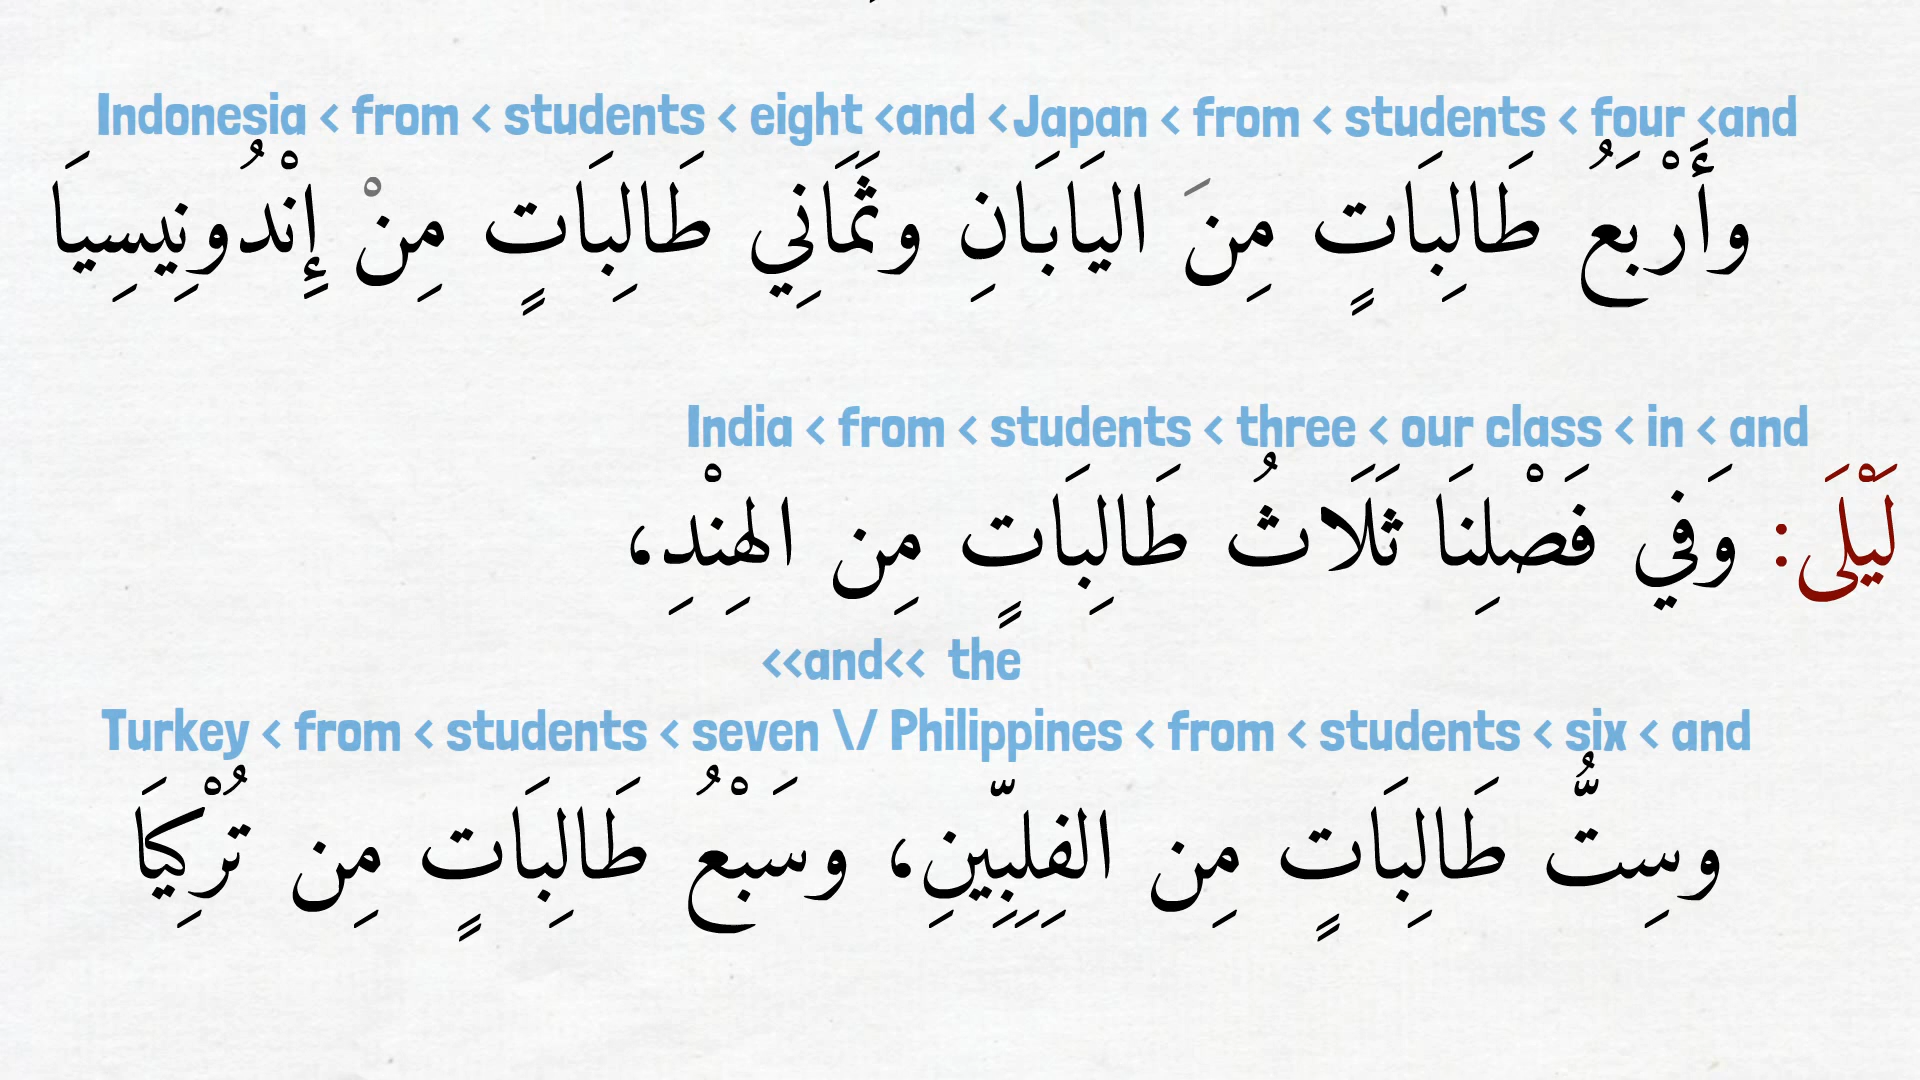 Indonesia < from < students < eight <and <Japan < from < students < four <and
وأَرْبَعُ طَالِبَاتٍ مِنَ اليَابَانِ وثَمَانِي طَالِبَاتٍ مِنْ إِنْدُونِيسِيَا
India < from < students < three < our class < in < and
لَيْلَى: وَفي فَصْلِنَا ثَلَاثُ طَالِبَاتٍ مِن الهِنْدِ،
<<and<< the
Turkey < from < students < seven \/ Philippines < from < students < six < and
وسِتُّ طَالِبَاتٍ مِن الفِلِبِّينِ، وسَبْعُ طَالِبَاتٍ مِن تُرْكِيَا